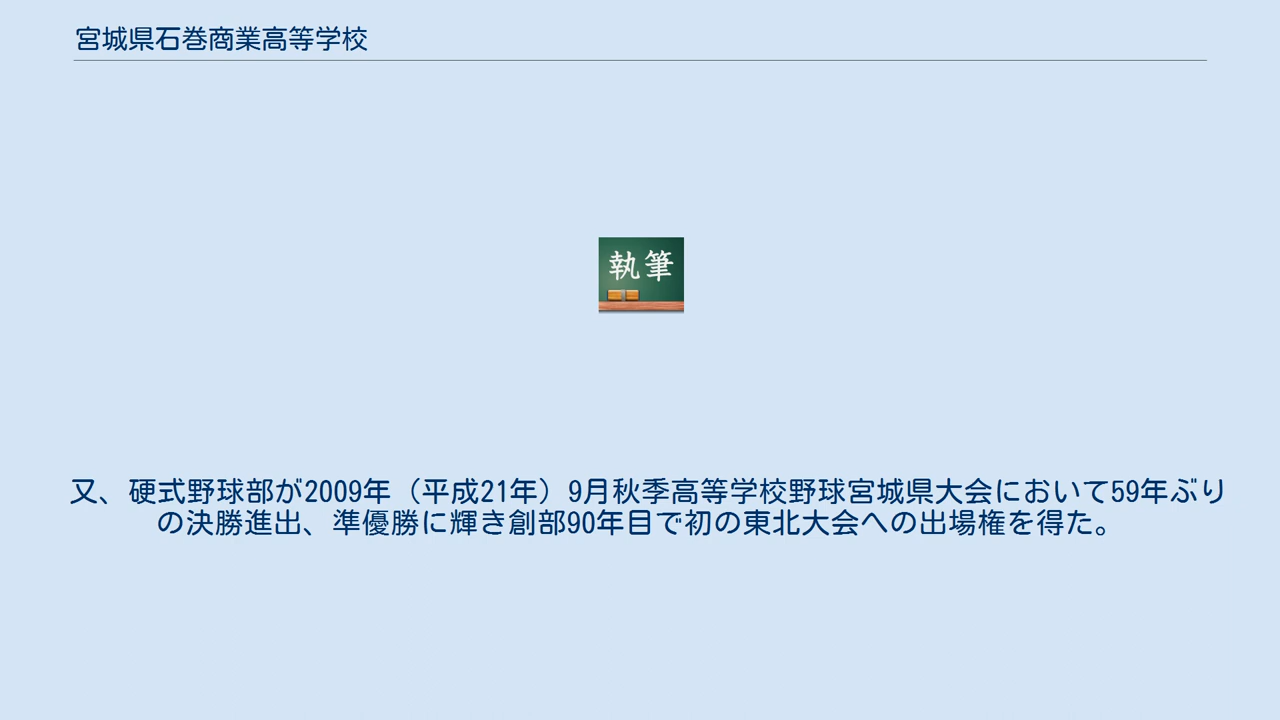 宮城県石巻商業高等学校
執筆
又、硬式野球部が2009年（平成21年）9月秋季高等学校野球宮城県大会において59年ぶり
の決勝進出、準優勝に輝き創部90年目で初の東北大会への出場権を得た。